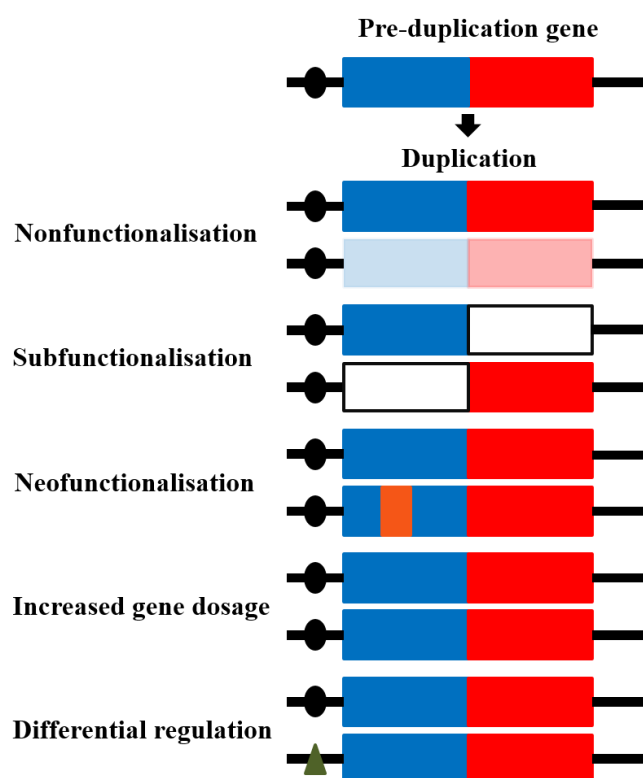 Pre-duplication gene
Duplication
Nonfunctionalisation
Subfunctionalisation
Neofunctionalisation
Increased gene dosage
Differential regulation